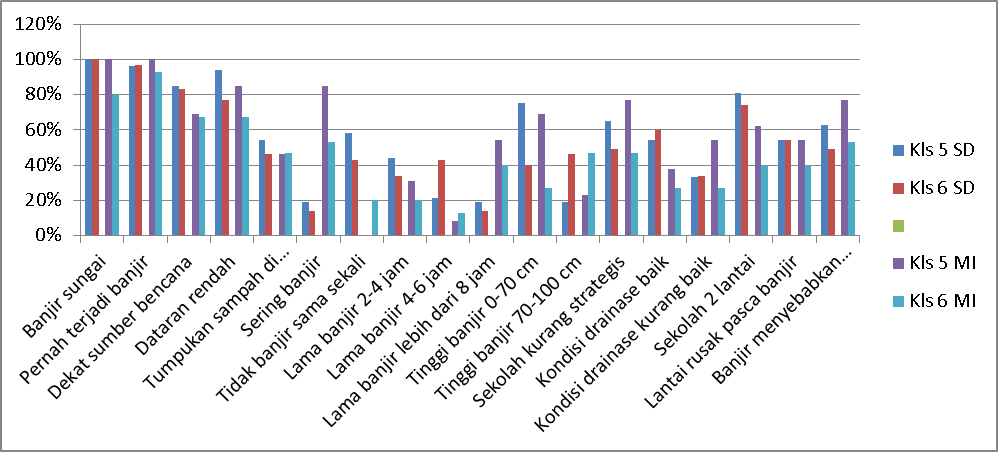 120%
100%
80%
60%
40%
20%
0%
Banjir sungai
Pernah terjadi banjir
Dekat sumber bencana
Dataran rendah
Tumpukan sampah di...
Sering banjir
Tidak banjir sama sekali
Lama banjir 2-4 jam
Lama banjir 4-6 jam
Lama banjir lebih dari 8 jam
Tinggi banjir 0-70 cm
Tinggi banjir 70-100 cm
Sekolah kurang strategis
Kondisi drainase baik
Kondisi drainase kurang baik
Sekolah 2 lantai
Lantai rusak pasca banjir
Banjir menyebabkan...
Kls 5 SD
Kls 6 SD
Kls 5 MI
Kls 6 MI